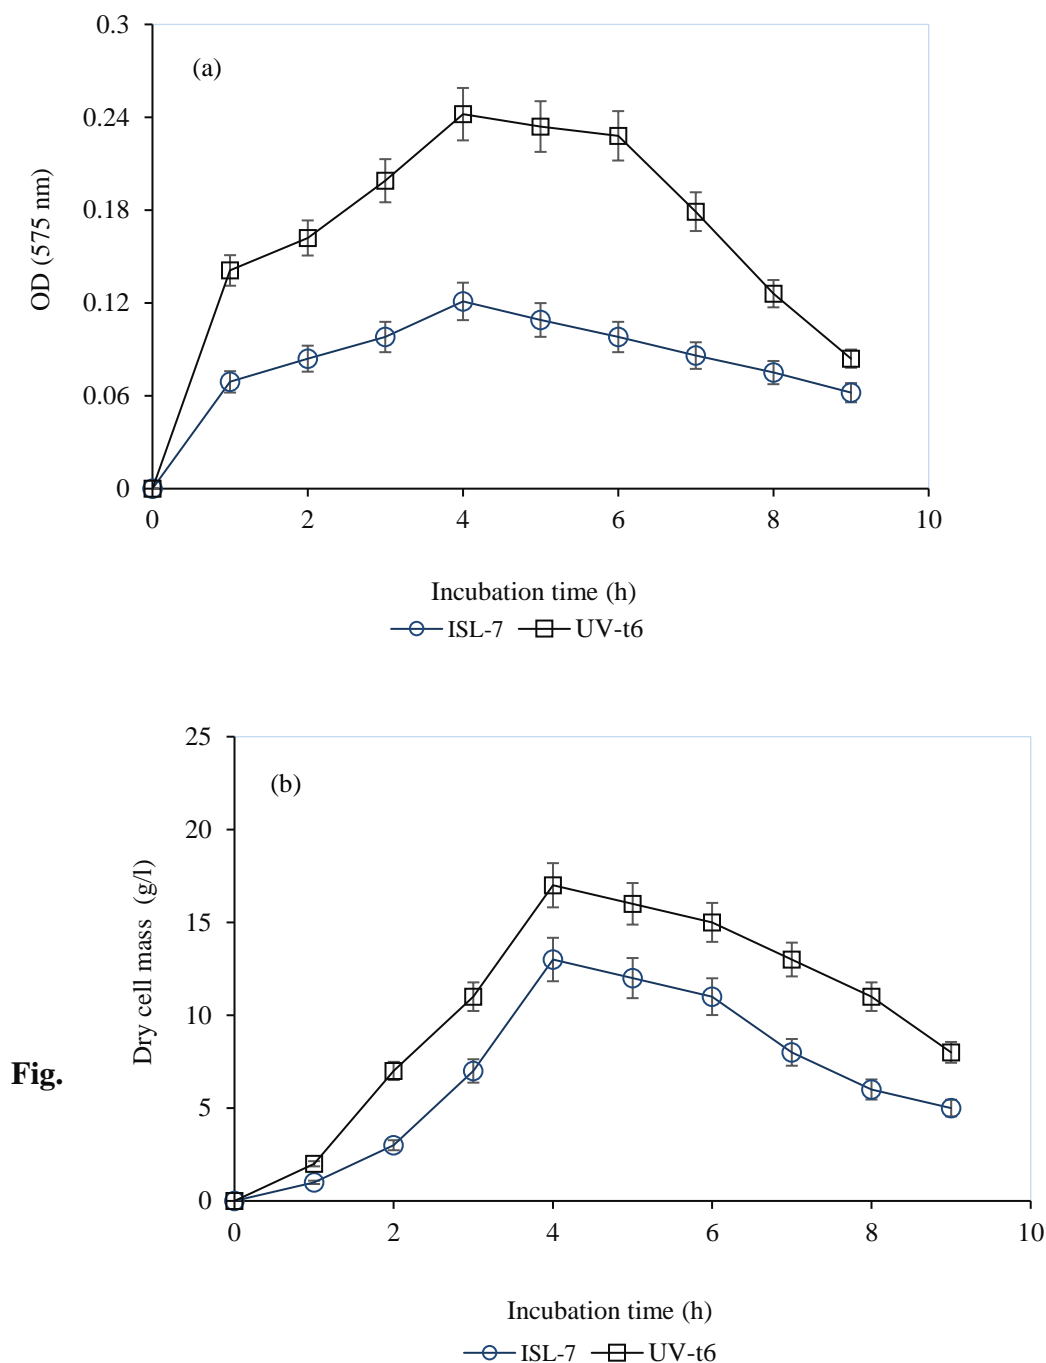 0.3
(a)
0.24
0.18
OD (575 nm)
0.12
0.06
0
0 2 4 6 8 10
Incubation time (h)
ISL-7 UV-t6
25
(b)
20
15
Dry cell mass (g/l)
10
Fig.
5
0
0 2 4 6 8 10
Incubation time (h)
ISL-7 UV-t6